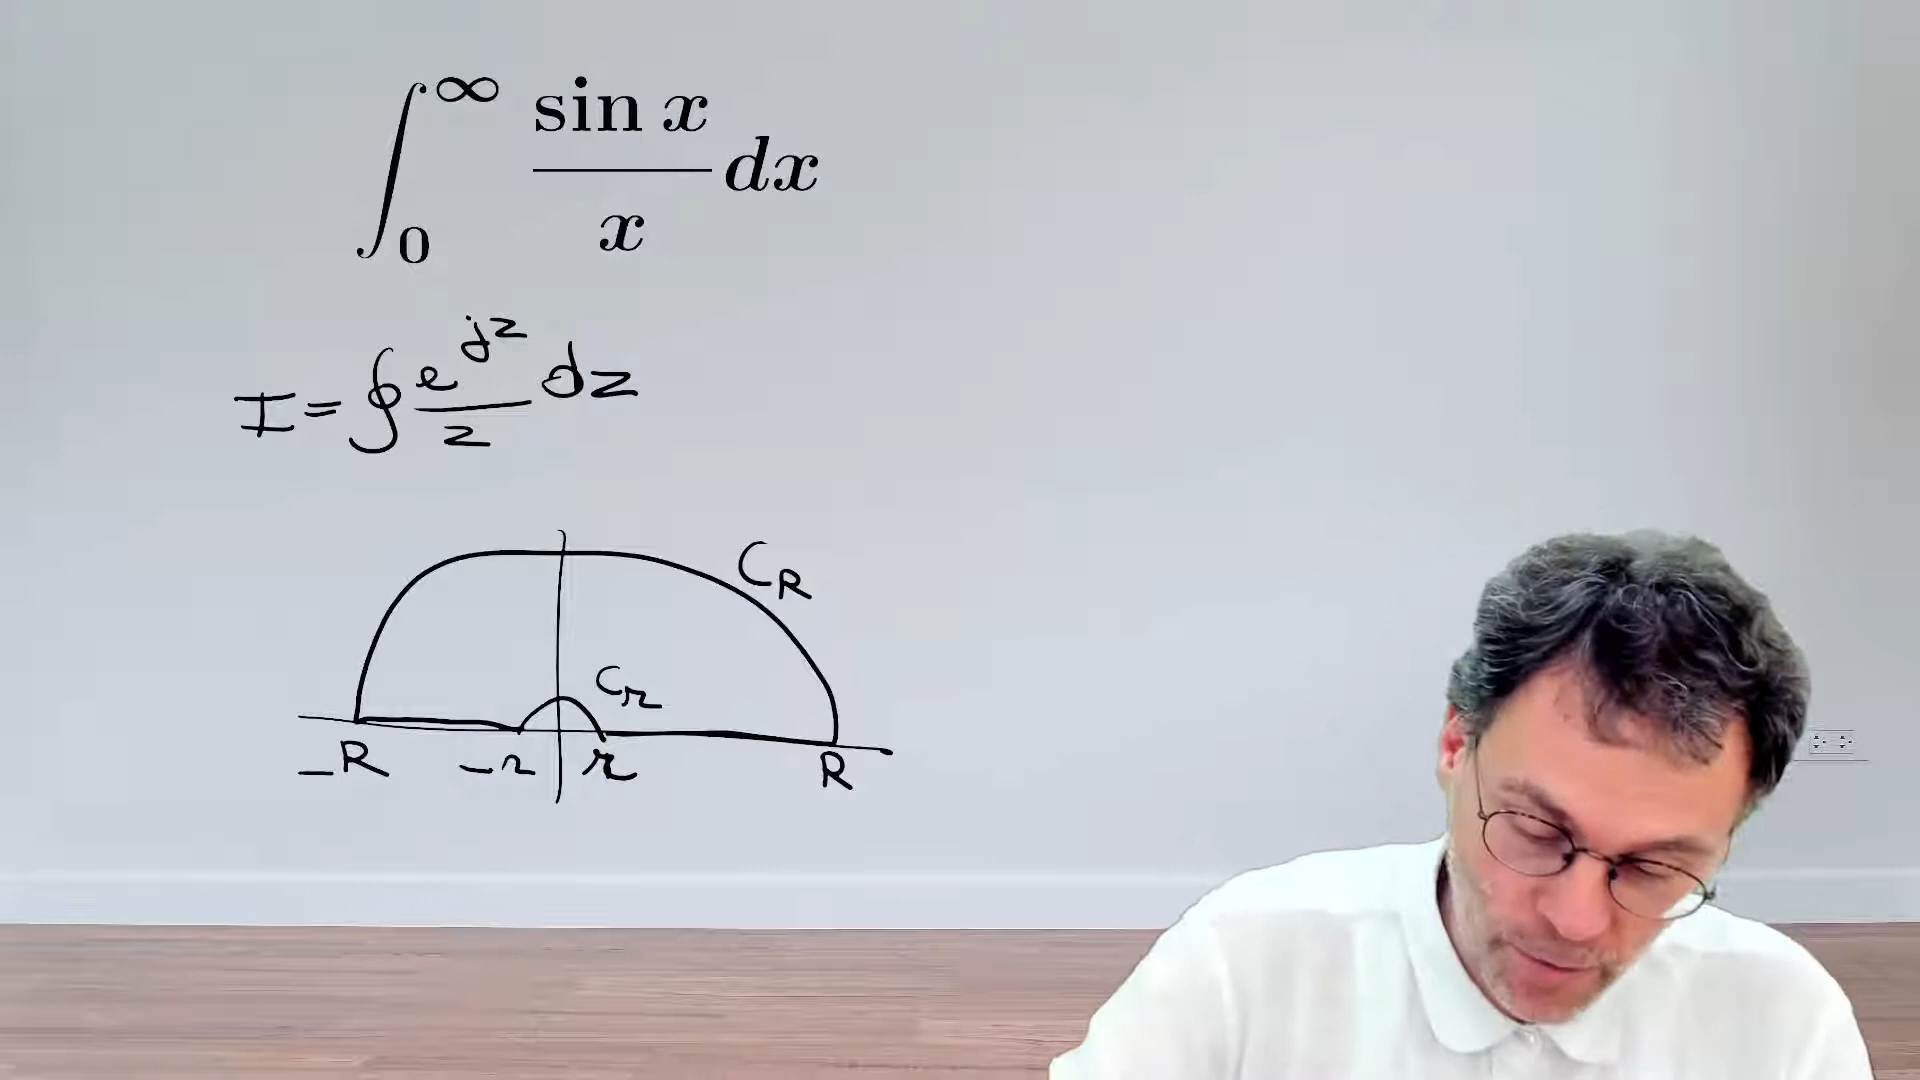 ∫₀^∞ sin x / x dx
I = ∮ e^{jz} / z dz
C_R
C_r
-R -r r R